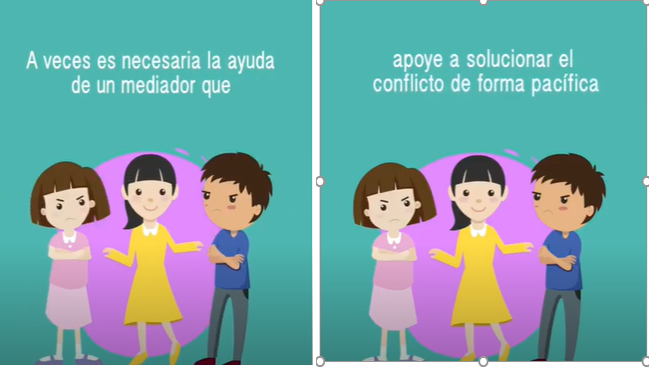 A veces es necesaria la ayuda
de un mediador que
apoye a solucionar el
conflicto de forma pacífica